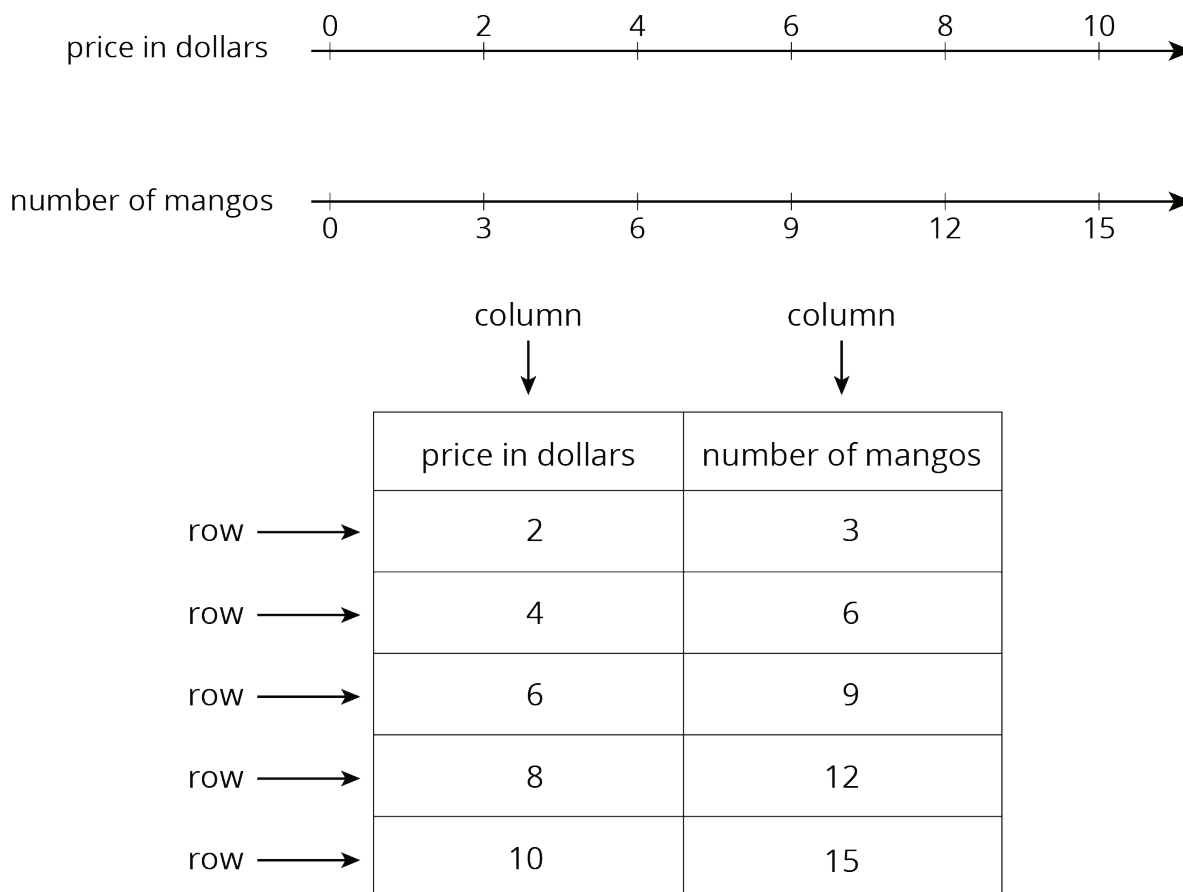 0 2 4 6 8 10
price in dollars
number of mangos
0 3 6 9 12 15
column column
price in dollars number of mangos
row 2 3
row 4 6
row 6 9
row 8 12
row 10 15